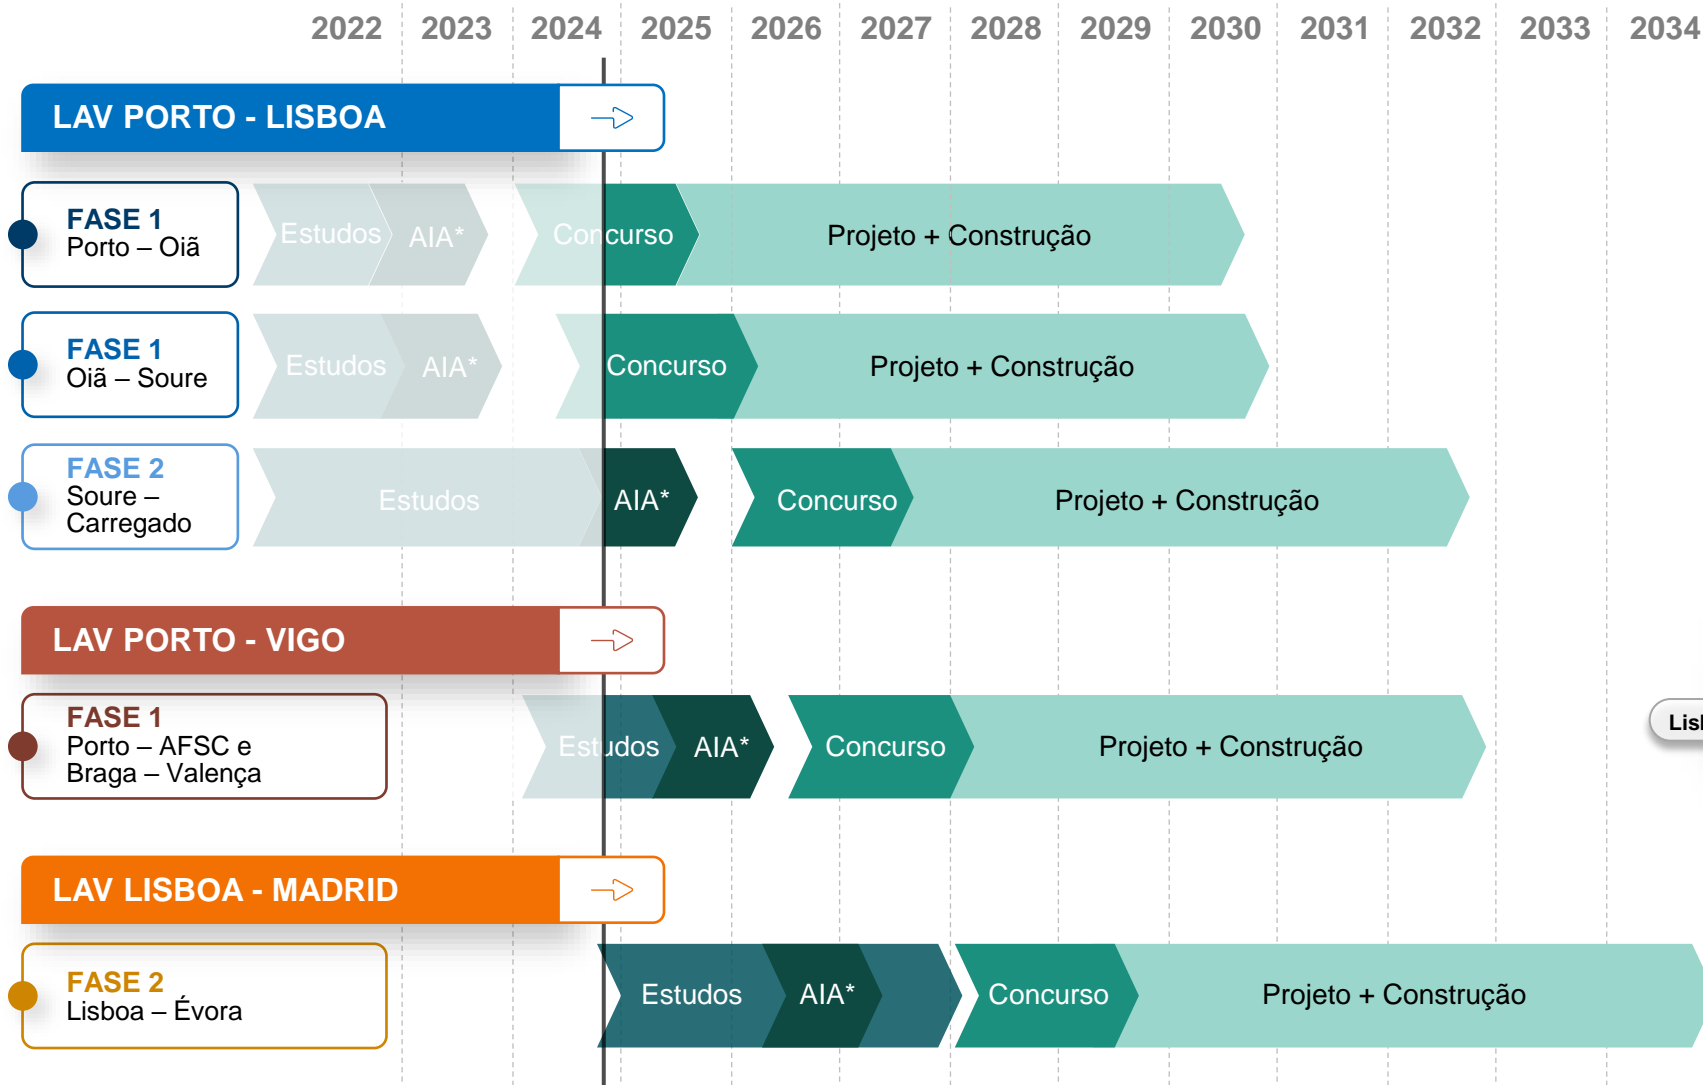 2022 2023 2024 2025 2026 2027 2028 2029 2030 2031 2032 2033 2034
LAV PORTO - LISBOA
FASE 1
Porto – Oiã
Estudos AIA* Concurso Projeto + Construção
FASE 1
Oiã – Soure
Estudos AIA* Concurso Projeto + Construção
FASE 2
Soure –
Carregado
Estudos AIA* Concurso Projeto + Construção
LAV PORTO - VIGO
FASE 1
Porto – AFSC e
Braga – Valença
Estudos AIA* Concurso Projeto + Construção
LAV LISBOA - MADRID
FASE 2
Lisboa – Évora
Estudos AIA* Concurso Projeto + Construção